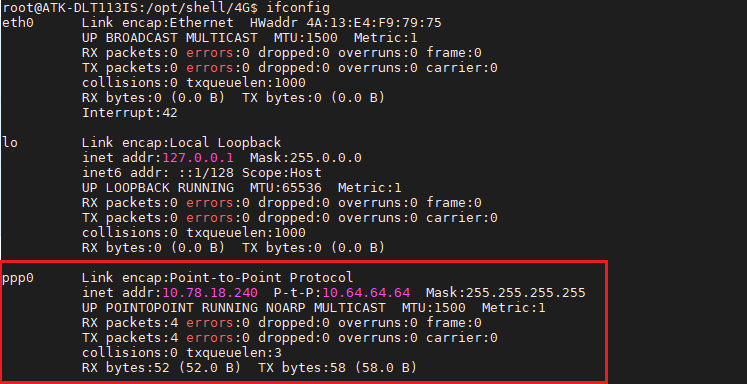 root@ATK-DLT113IS:/opt/shell/4G$ ifconfig
eth0      Link encap:Ethernet  HWaddr 4A:13:E4:F9:79:75
          UP BROADCAST MULTICAST  MTU:1500  Metric:1
          RX packets:0 errors:0 dropped:0 overruns:0 frame:0
          TX packets:0 errors:0 dropped:0 overruns:0 carrier:0
          collisions:0 txqueuelen:1000
          RX bytes:0 (0.0 B)  TX bytes:0 (0.0 B)
          Interrupt:42
lo        Link encap:Local Loopback
          inet addr:127.0.0.1  Mask:255.0.0.0
          inet6 addr: ::1/128 Scope:Host
          UP LOOPBACK RUNNING  MTU:65536  Metric:1
          RX packets:0 errors:0 dropped:0 overruns:0 frame:0
          TX packets:0 errors:0 dropped:0 overruns:0 carrier:0
          collisions:0 txqueuelen:1000
          RX bytes:0 (0.0 B)  TX bytes:0 (0.0 B)
ppp0      Link encap:Point-to-Point Protocol
          inet addr:10.78.18.240  P-t-P:10.64.64.64  Mask:255.255.255.255
          UP POINTOPOINT RUNNING NOARP MULTICAST  MTU:1500  Metric:1
          RX packets:4 errors:0 dropped:0 overruns:0 frame:0
          TX packets:4 errors:0 dropped:0 overruns:0 carrier:0
          collisions:0 txqueuelen:3
          RX bytes:52 (52.0 B)  TX bytes:58 (58.0 B)